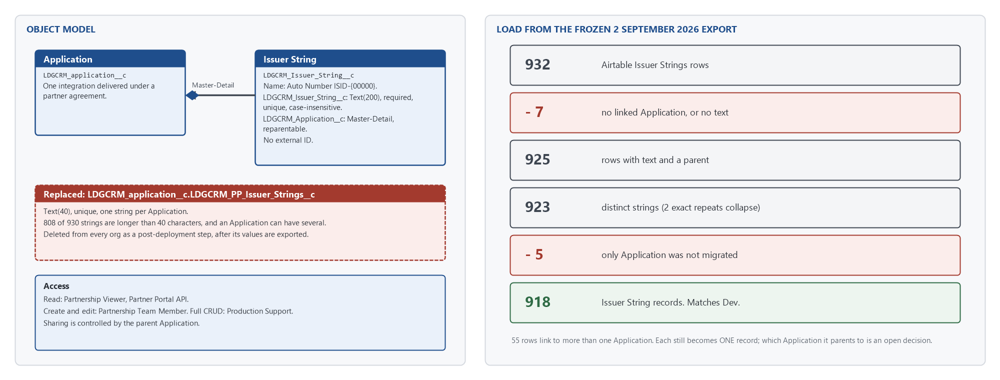 OBJECT MODEL
Application
LDGCRM_application__c
One integration delivered under a
partner agreement.
Master-Detail
Issuer String
LDGCRM_Issuer_String__c
Name: Auto Number ISID-{00000}.
LDGCRM_Issuer_String__c: Text(200), required,
unique, case-insensitive.
LDGCRM_Application__c: Master-Detail,
reparentable.
No external ID.
Replaced: LDGCRM_application__c.LDGCRM_PP_Issuer_Strings__c
Text(40), unique, one string per Application.
808 of 930 strings are longer than 40 characters, and an Application can have several.
Deleted from every org as a post-deployment step, after its values are exported.
Access
Read: Partnership Viewer, Partner Portal API.
Create and edit: Partnership Team Member. Full CRUD: Production Support.
Sharing is controlled by the parent Application.
LOAD FROM THE FROZEN 2 SEPTEMBER 2026 EXPORT
932 Airtable Issuer Strings rows
- 7 no linked Application, or no text
925 rows with text and a parent
923 distinct strings (2 exact repeats collapse)
- 5 only Application was not migrated
918 Issuer String records. Matches Dev.
55 rows link to more than one Application. Each still becomes ONE record; which Application it parents to is an open decision.